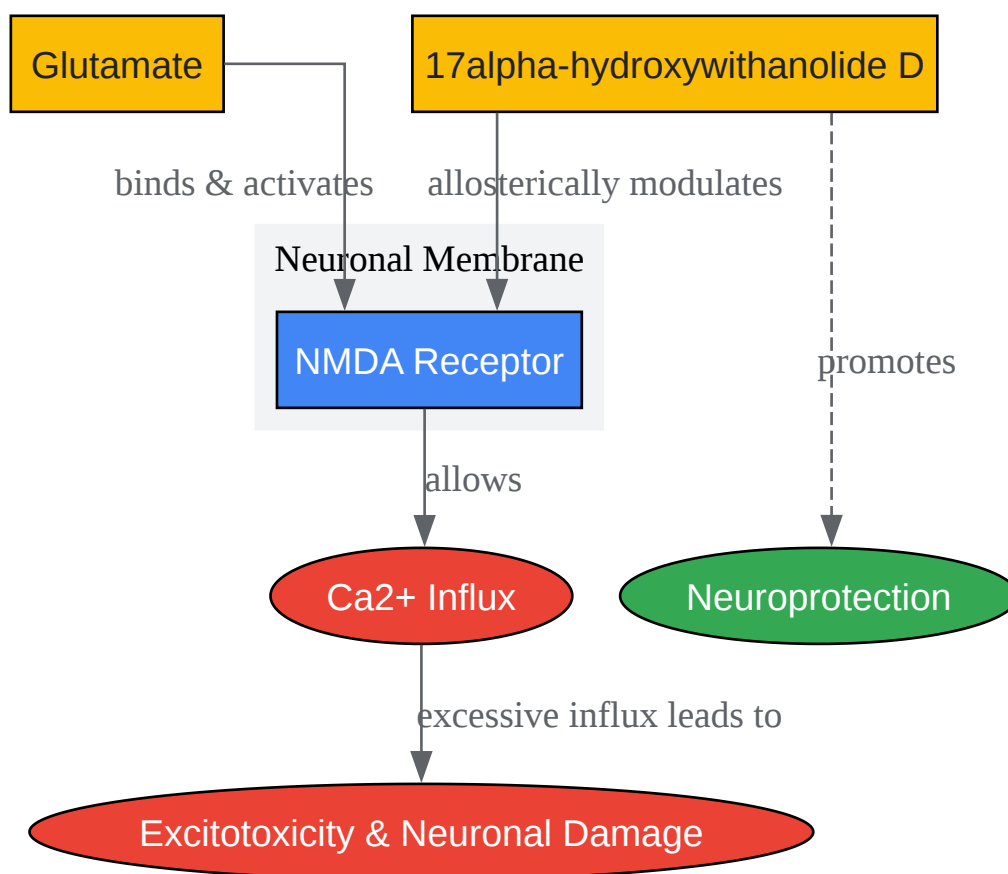 Glutamate
17alpha-hydroxywithanolide D
binds & activates
allosterically modulates
Neuronal Membrane
NMDA Receptor
promotes
allows
Ca2+ Influx
Neuroprotection
excessive influx leads to
Excitotoxicity & Neuronal Damage